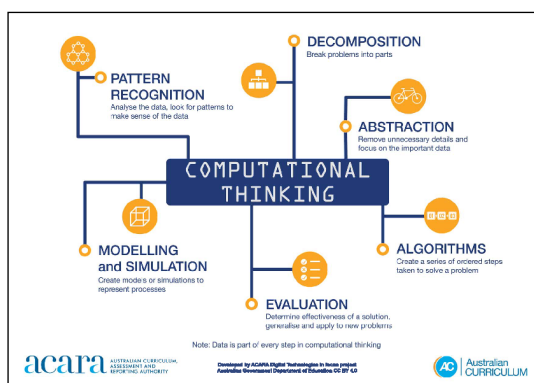 DECOMPOSITION
Break problems into parts
PATTERN
RECOGNITION
Analyse the data, look for patterns to
make sense of the data
ABSTRACTION
Remove unnecessary details and
focus on the important data
COMPUTATIONAL
THINKING
MODELLING
and SIMULATION
Create models or simulations to
represent processes
ALGORITHMS
Create a series of ordered steps
taken to solve a problem
EVALUATION
Determine effectiveness of a solution,
generalise and apply to new problems
Note: Data is part of every step in computational thinking
acara
AUSTRALIAN CURRICULUM,
ASSESSMENT AND
REPORTING AUTHORITY
Developed by ACARA Digital Technologies in focus project
Australian Government Department of Education CC BY 4.0
AC
Australian
CURRICULUM